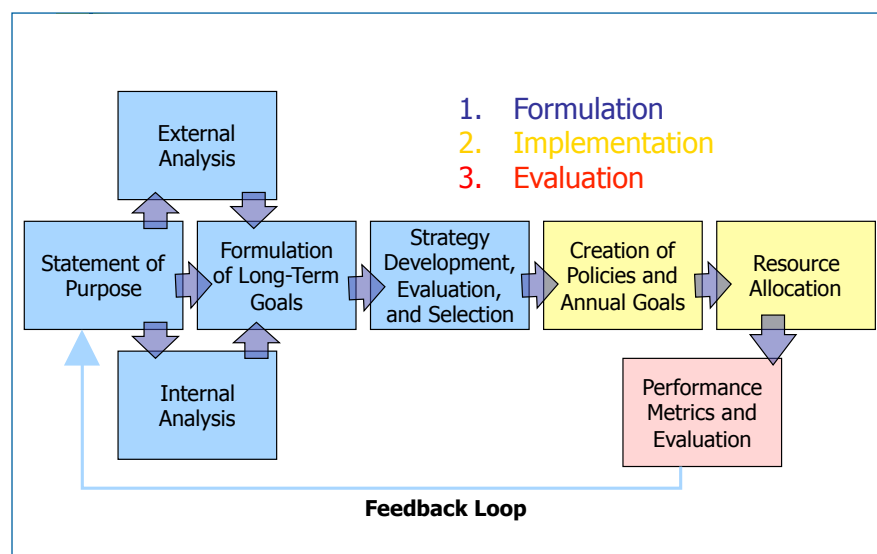 External
Analysis
1. Formulation
2. Implementation
3. Evaluation
Statement of
Purpose
Formulation
of Long-Term
Goals
Strategy
Development,
Evaluation,
and Selection
Creation of
Policies and
Annual Goals
Resource
Allocation
Internal
Analysis
Performance
Metrics and
Evaluation
Feedback Loop